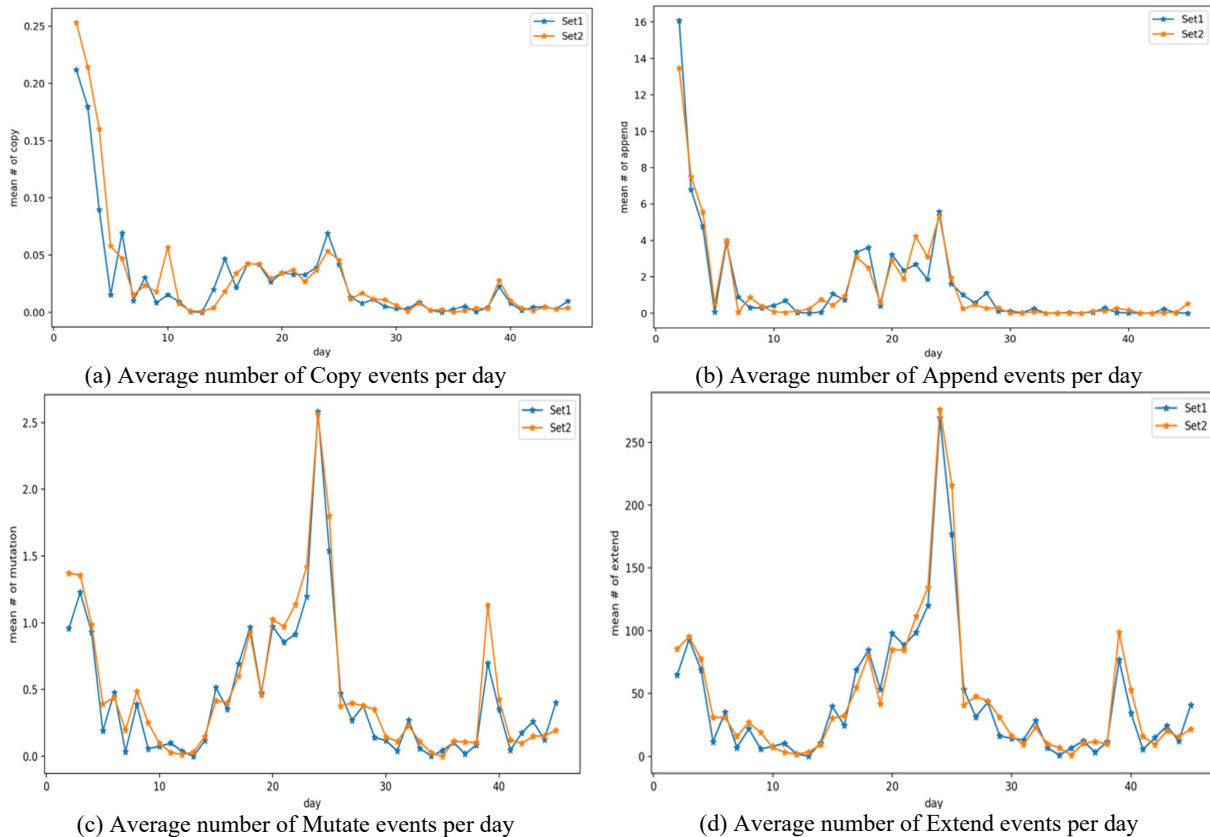 0.25
0.20
0.15
0.10
0.05
0.00
mean # of copy
0
10
20
30
40
day
Set1
Set2
(a) Average number of Copy events per day
16
14
12
10
8
6
4
2
0
mean # of append
0
10
20
30
40
day
Set1
Set2
(b) Average number of Append events per day
2.5
2.0
1.5
1.0
0.5
0.0
mean # of mutation
0
10
20
30
40
day
Set1
Set2
(c) Average number of Mutate events per day
250
200
150
100
50
0
mean # of extend
0
10
20
30
40
day
Set1
Set2
(d) Average number of Extend events per day